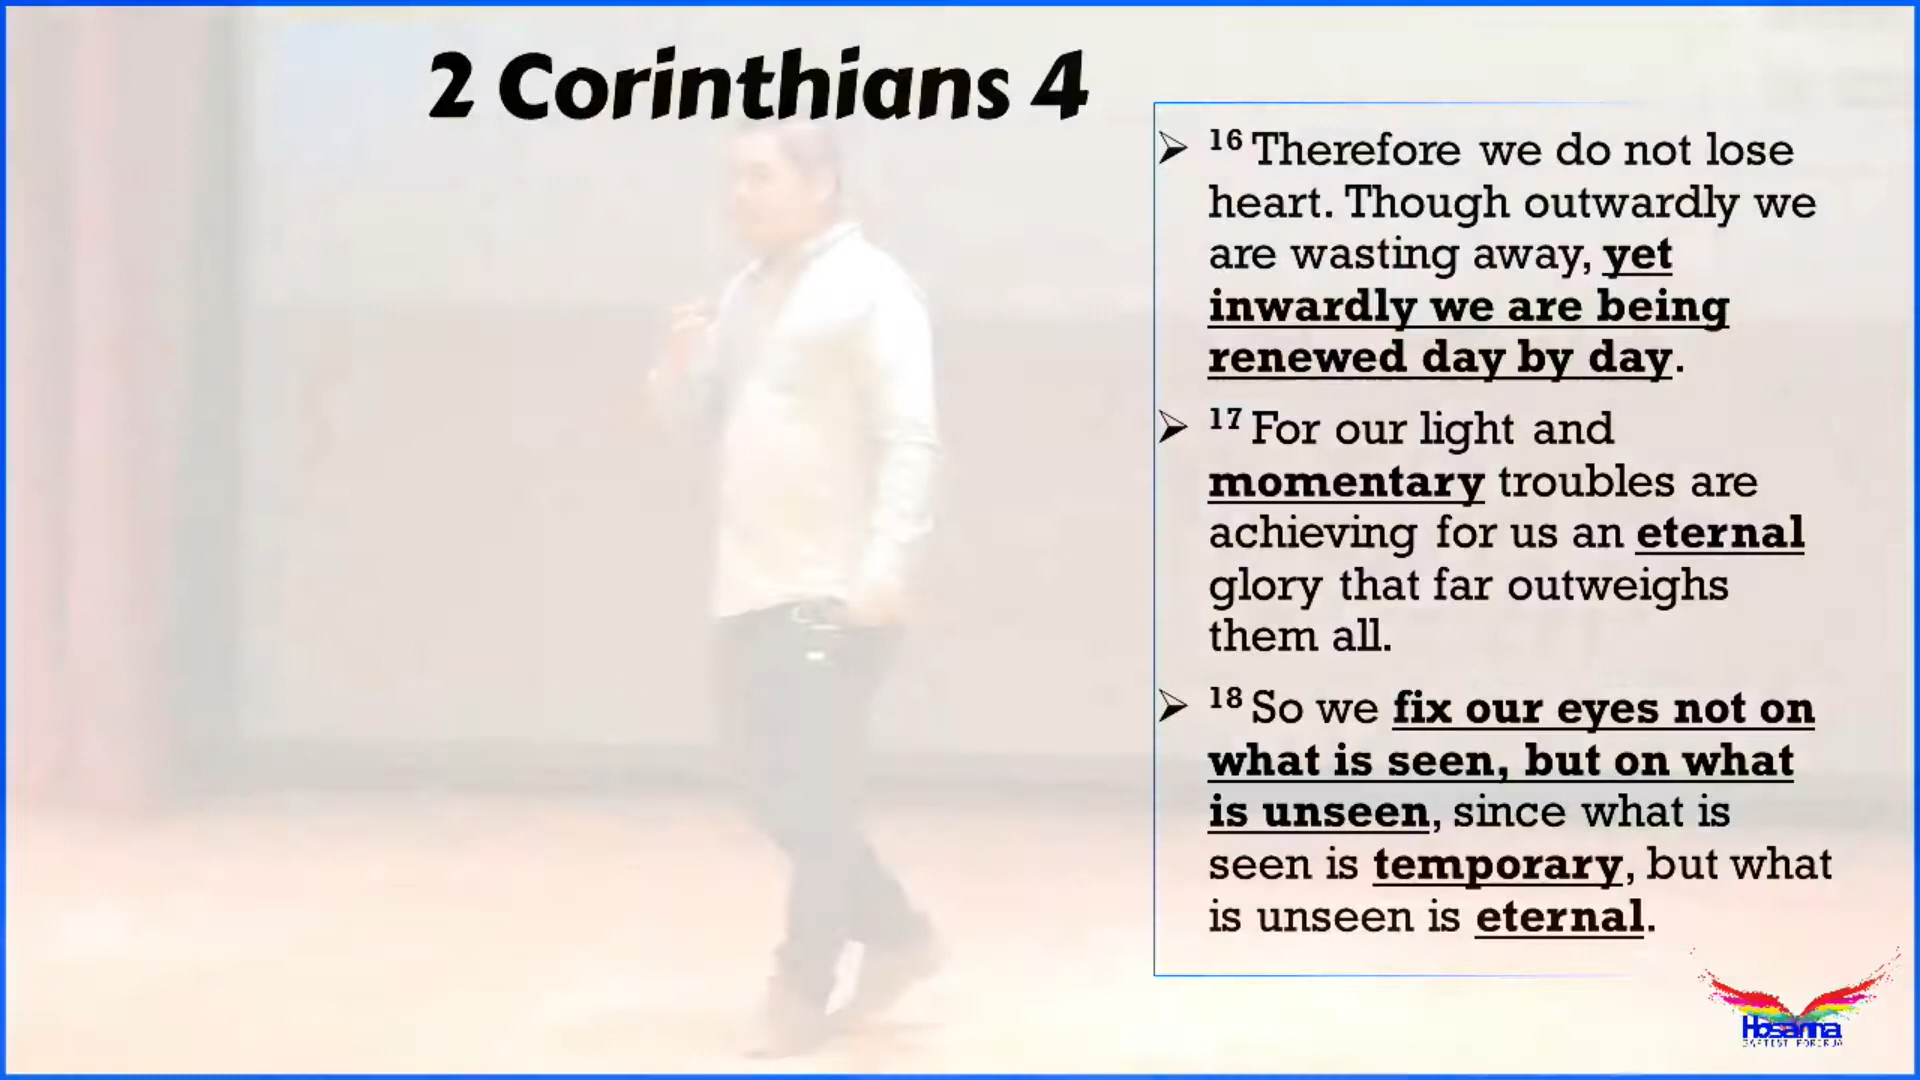 2 Corinthians 4
➢ 16 Therefore we do not lose
heart. Though outwardly we
are wasting away, yet
inwardly we are being
renewed day by day.
➢ 17 For our light and
momentary troubles are
achieving for us an eternal
glory that far outweighs
them all.
➢ 18 So we fix our eyes not on
what is seen, but on what
is unseen, since what is
seen is temporary, but what
is unseen is eternal.
Hosanna